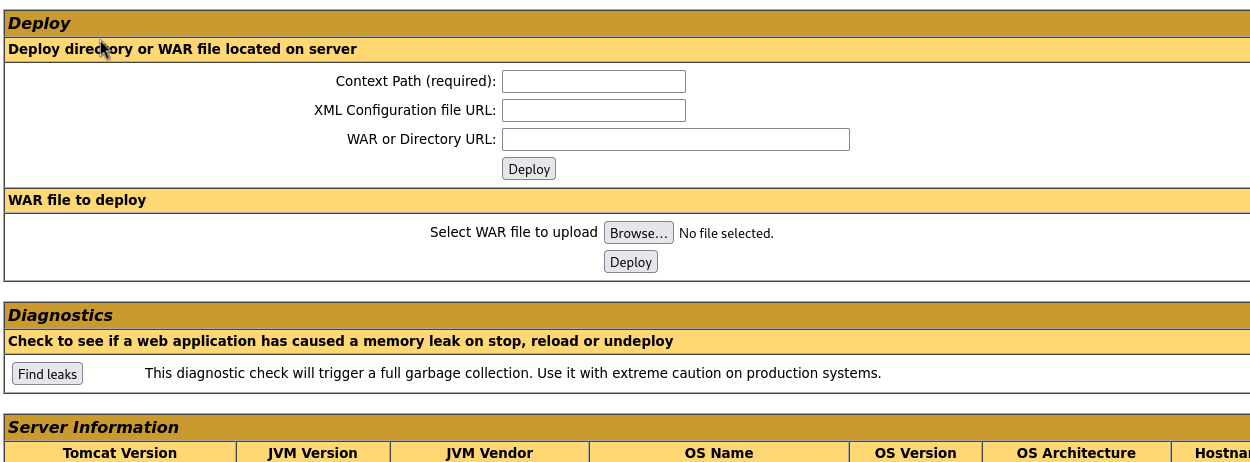 Deploy
Deploy directory or WAR file located on server
Context Path (required):
XML Configuration file URL:
WAR or Directory URL:
Deploy
WAR file to deploy
Select WAR file to upload Browse... No file selected.
Deploy
Diagnostics
Check to see if a web application has caused a memory leak on stop, reload or undeploy
Find leaks This diagnostic check will trigger a full garbage collection. Use it with extreme caution on production systems.
Server Information
Tomcat Version JVM Version JVM Vendor OS Name OS Version OS Architecture